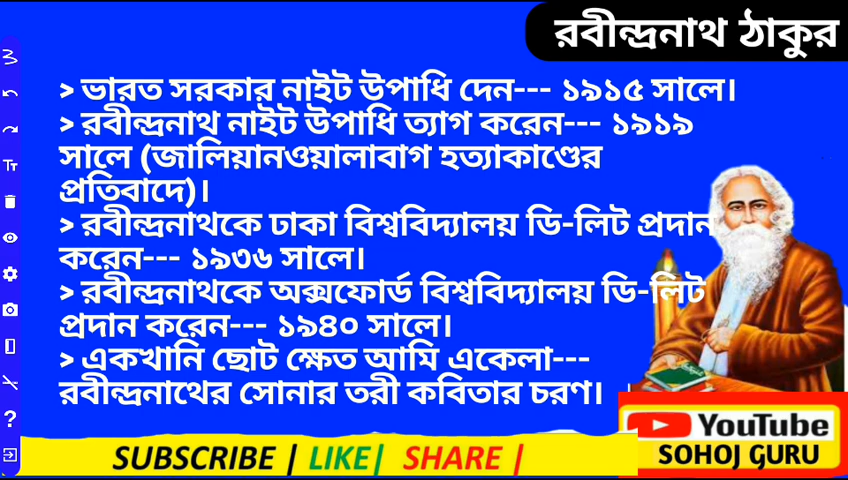 রবীন্দ্রনাথ ঠাকুর
> ভারত সরকার নাইট উপাধি দেন--- ১৯১৫ সালে।
> রবীন্দ্রনাথ নাইট উপাধি ত্যাগ করেন--- ১৯১৯
সালে (জালিয়ানওয়ালাবাগ হত্যাকাণ্ডের
প্রতিবাদে)।
> রবীন্দ্রনাথকে ঢাকা বিশ্ববিদ্যালয় ডি-লিট প্রদান
করেন--- ১৯৩৬ সালে।
> রবীন্দ্রনাথকে অক্সফোর্ড বিশ্ববিদ্যালয় ডি-লিট
প্রদান করেন--- ১৯৪০ সালে।
> একখানি ছোট ক্ষেত আমি একেলা---
রবীন্দ্রনাথের সোনার তরী কবিতার চরণ।
YouTube
SOHOJ GURU
SUBSCRIBE | LIKE| SHARE |